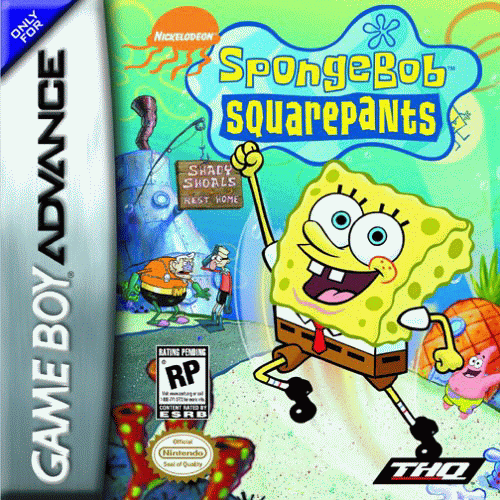 ONLY
FOR
GAME BOY ADVANCE
NICKELODEON
SpongeBob™
SQUAREPANTS
SHADY
SHOALS
REST HOME
RATING PENDING
RP
CONTENT RATED BY
ESRB
Official
Nintendo
Seal of Quality
THQ